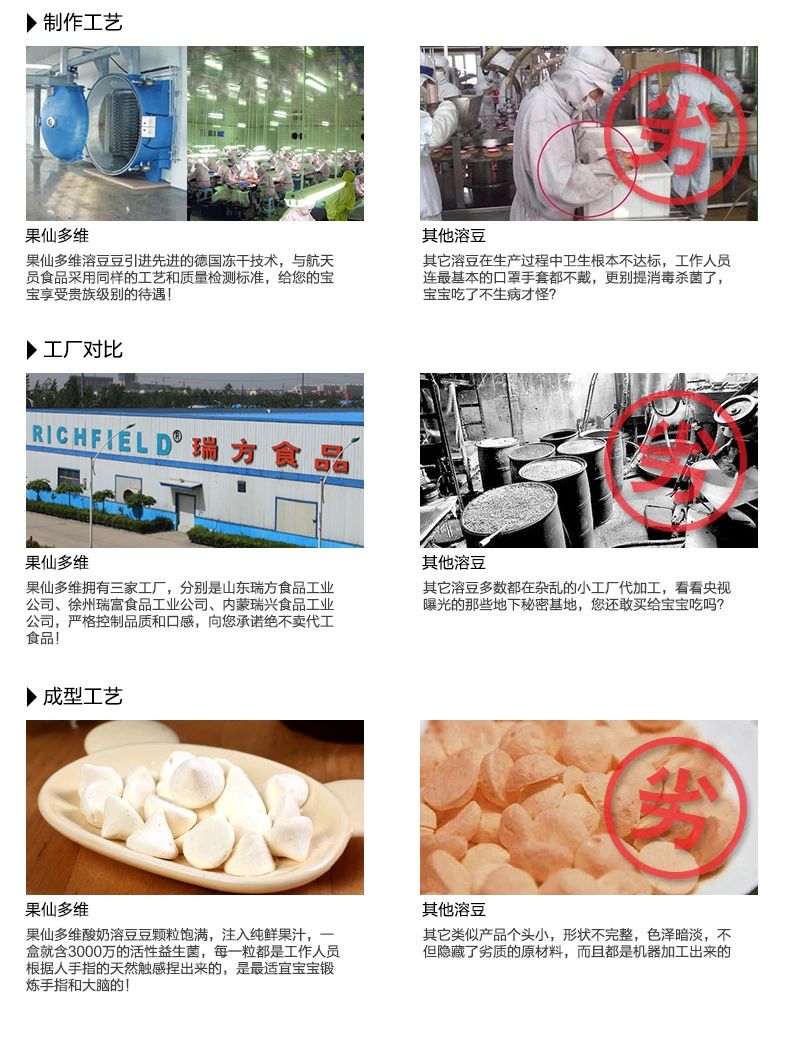 制作工艺
劣
果仙多维
果仙多维溶豆豆引进先进的德国冻干技术，与航天
员食品采用同样的工艺和质量检测标准，给您的宝
宝享受贵族级别的待遇！
其他溶豆
其它溶豆在生产过程中卫生根本不达标，工作人员
连最基本的口罩手套都不戴，更别提消毒杀菌了，
宝宝吃了不生病才怪？
工厂对比
RICHFIELD® 瑞方食品
劣
果仙多维
果仙多维拥有三家工厂，分别是山东瑞方食品工业
公司、徐州瑞富食品工业公司、内蒙瑞兴食品工业
公司，严格控制品质和口感，向您承诺绝不卖代工
食品！
其他溶豆
其它溶豆多数都在杂乱的小工厂代加工，看看央视
曝光的那些地下秘密基地，您还敢买给宝宝吃吗？
成型工艺
劣
果仙多维
果仙多维酸奶溶豆豆颗粒饱满，注入纯鲜果汁，一
盒就含3000万的活性益生菌，每一粒都是工作人员
根据人手指的天然触感捏出来的，是最适宜宝宝锻
炼手指和大脑的！
其他溶豆
其它类似产品个头小，形状不完整，色泽暗淡，不
但隐藏了劣质的原材料，而且都是机器加工出来的